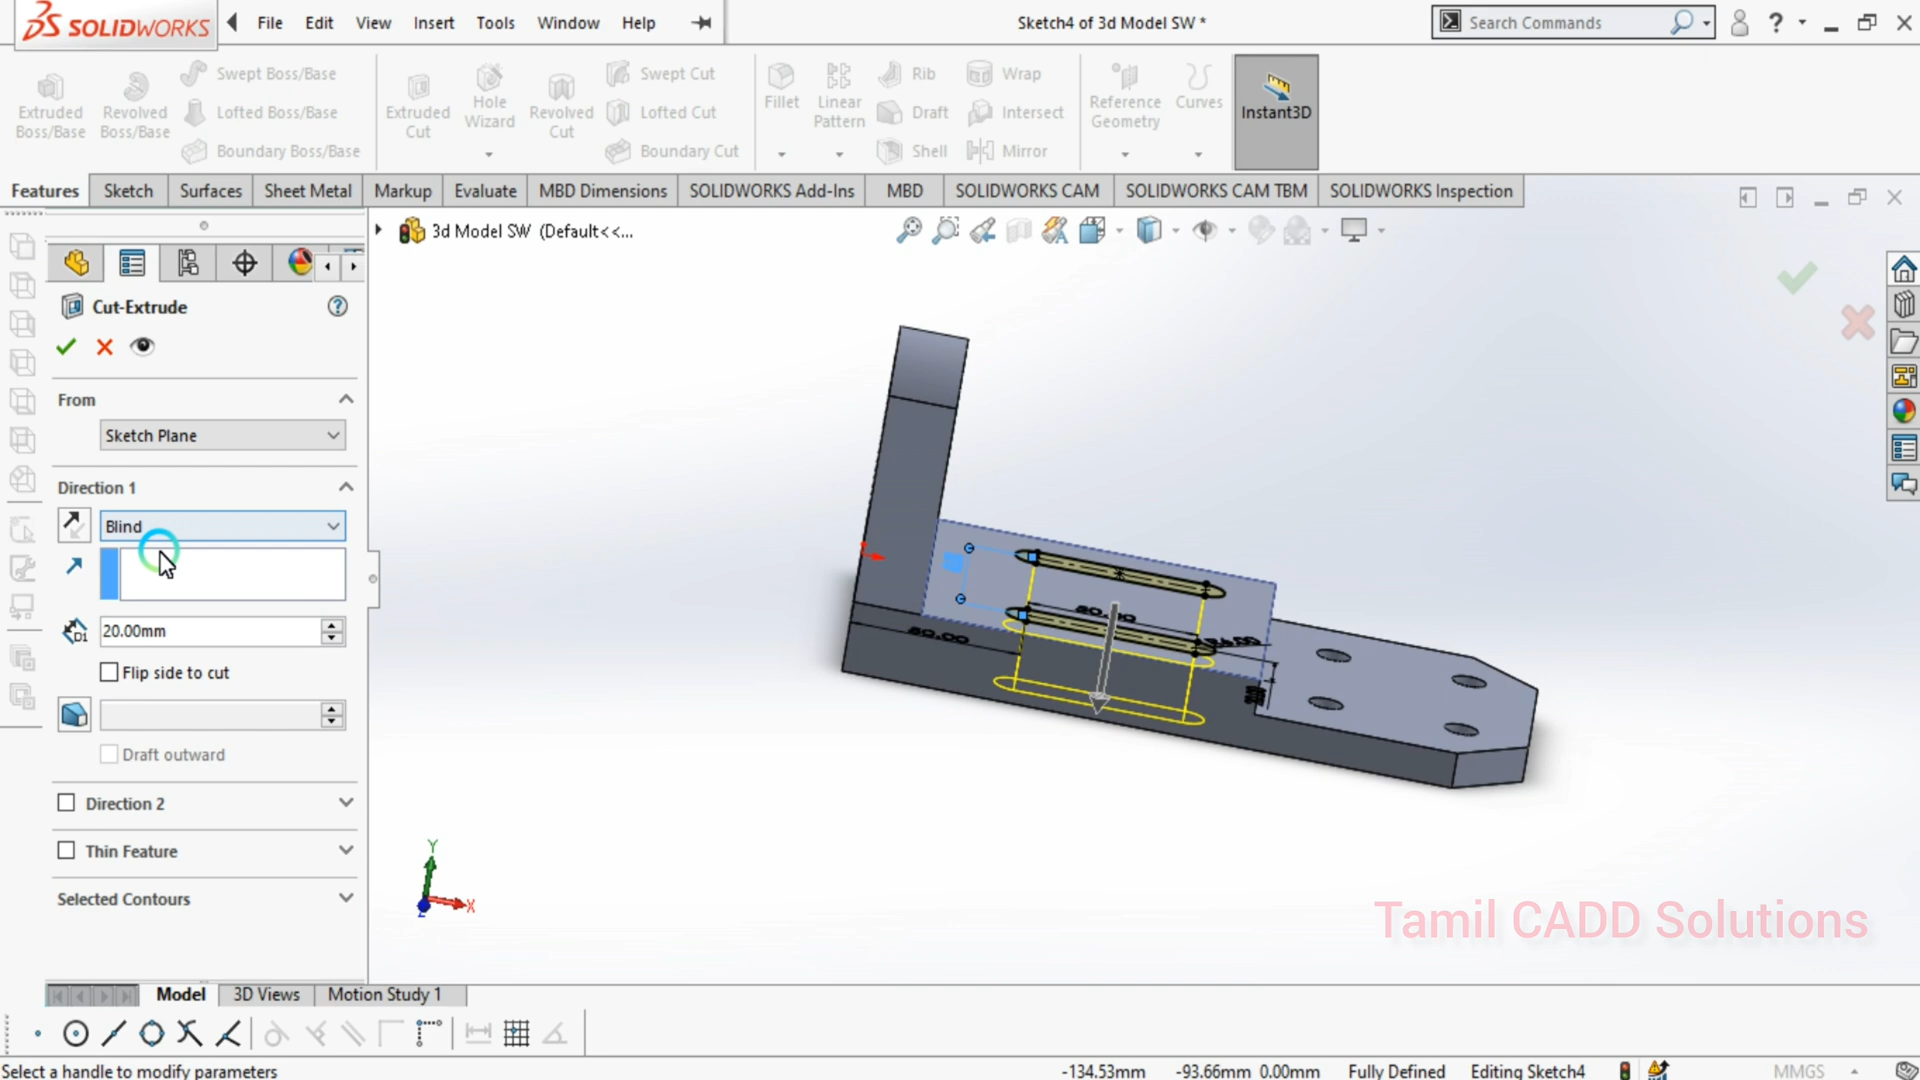 SOLIDWORKS File Edit View Insert Tools Window Help Sketch4 of 3d Model SW * Search Commands ?
Extruded Boss/Base
Revolved Boss/Base
Swept Boss/Base
Lofted Boss/Base
Boundary Boss/Base
Extruded Cut
Hole Wizard
Revolved Cut
Swept Cut
Lofted Cut
Boundary Cut
Fillet
Linear Pattern
Rib
Draft
Shell
Wrap
Intersect
Mirror
Reference Geometry
Curves
Instant3D
Features Sketch Surfaces Sheet Metal Markup Evaluate MBD Dimensions SOLIDWORKS Add-Ins MBD SOLIDWORKS CAM SOLIDWORKS CAM TBM SOLIDWORKS Inspection
3d Model SW (Default<<...
Cut-Extrude
From
Sketch Plane
Direction 1
Blind
D1 20.00mm
Flip side to cut
Draft outward
Direction 2
Thin Feature
Selected Contours
Y
X
Z
Tamil CADD Solutions
Model 3D Views Motion Study 1
Select a handle to modify parameters -134.53mm -93.66mm 0.00mm Fully Defined Editing Sketch4 MMGS